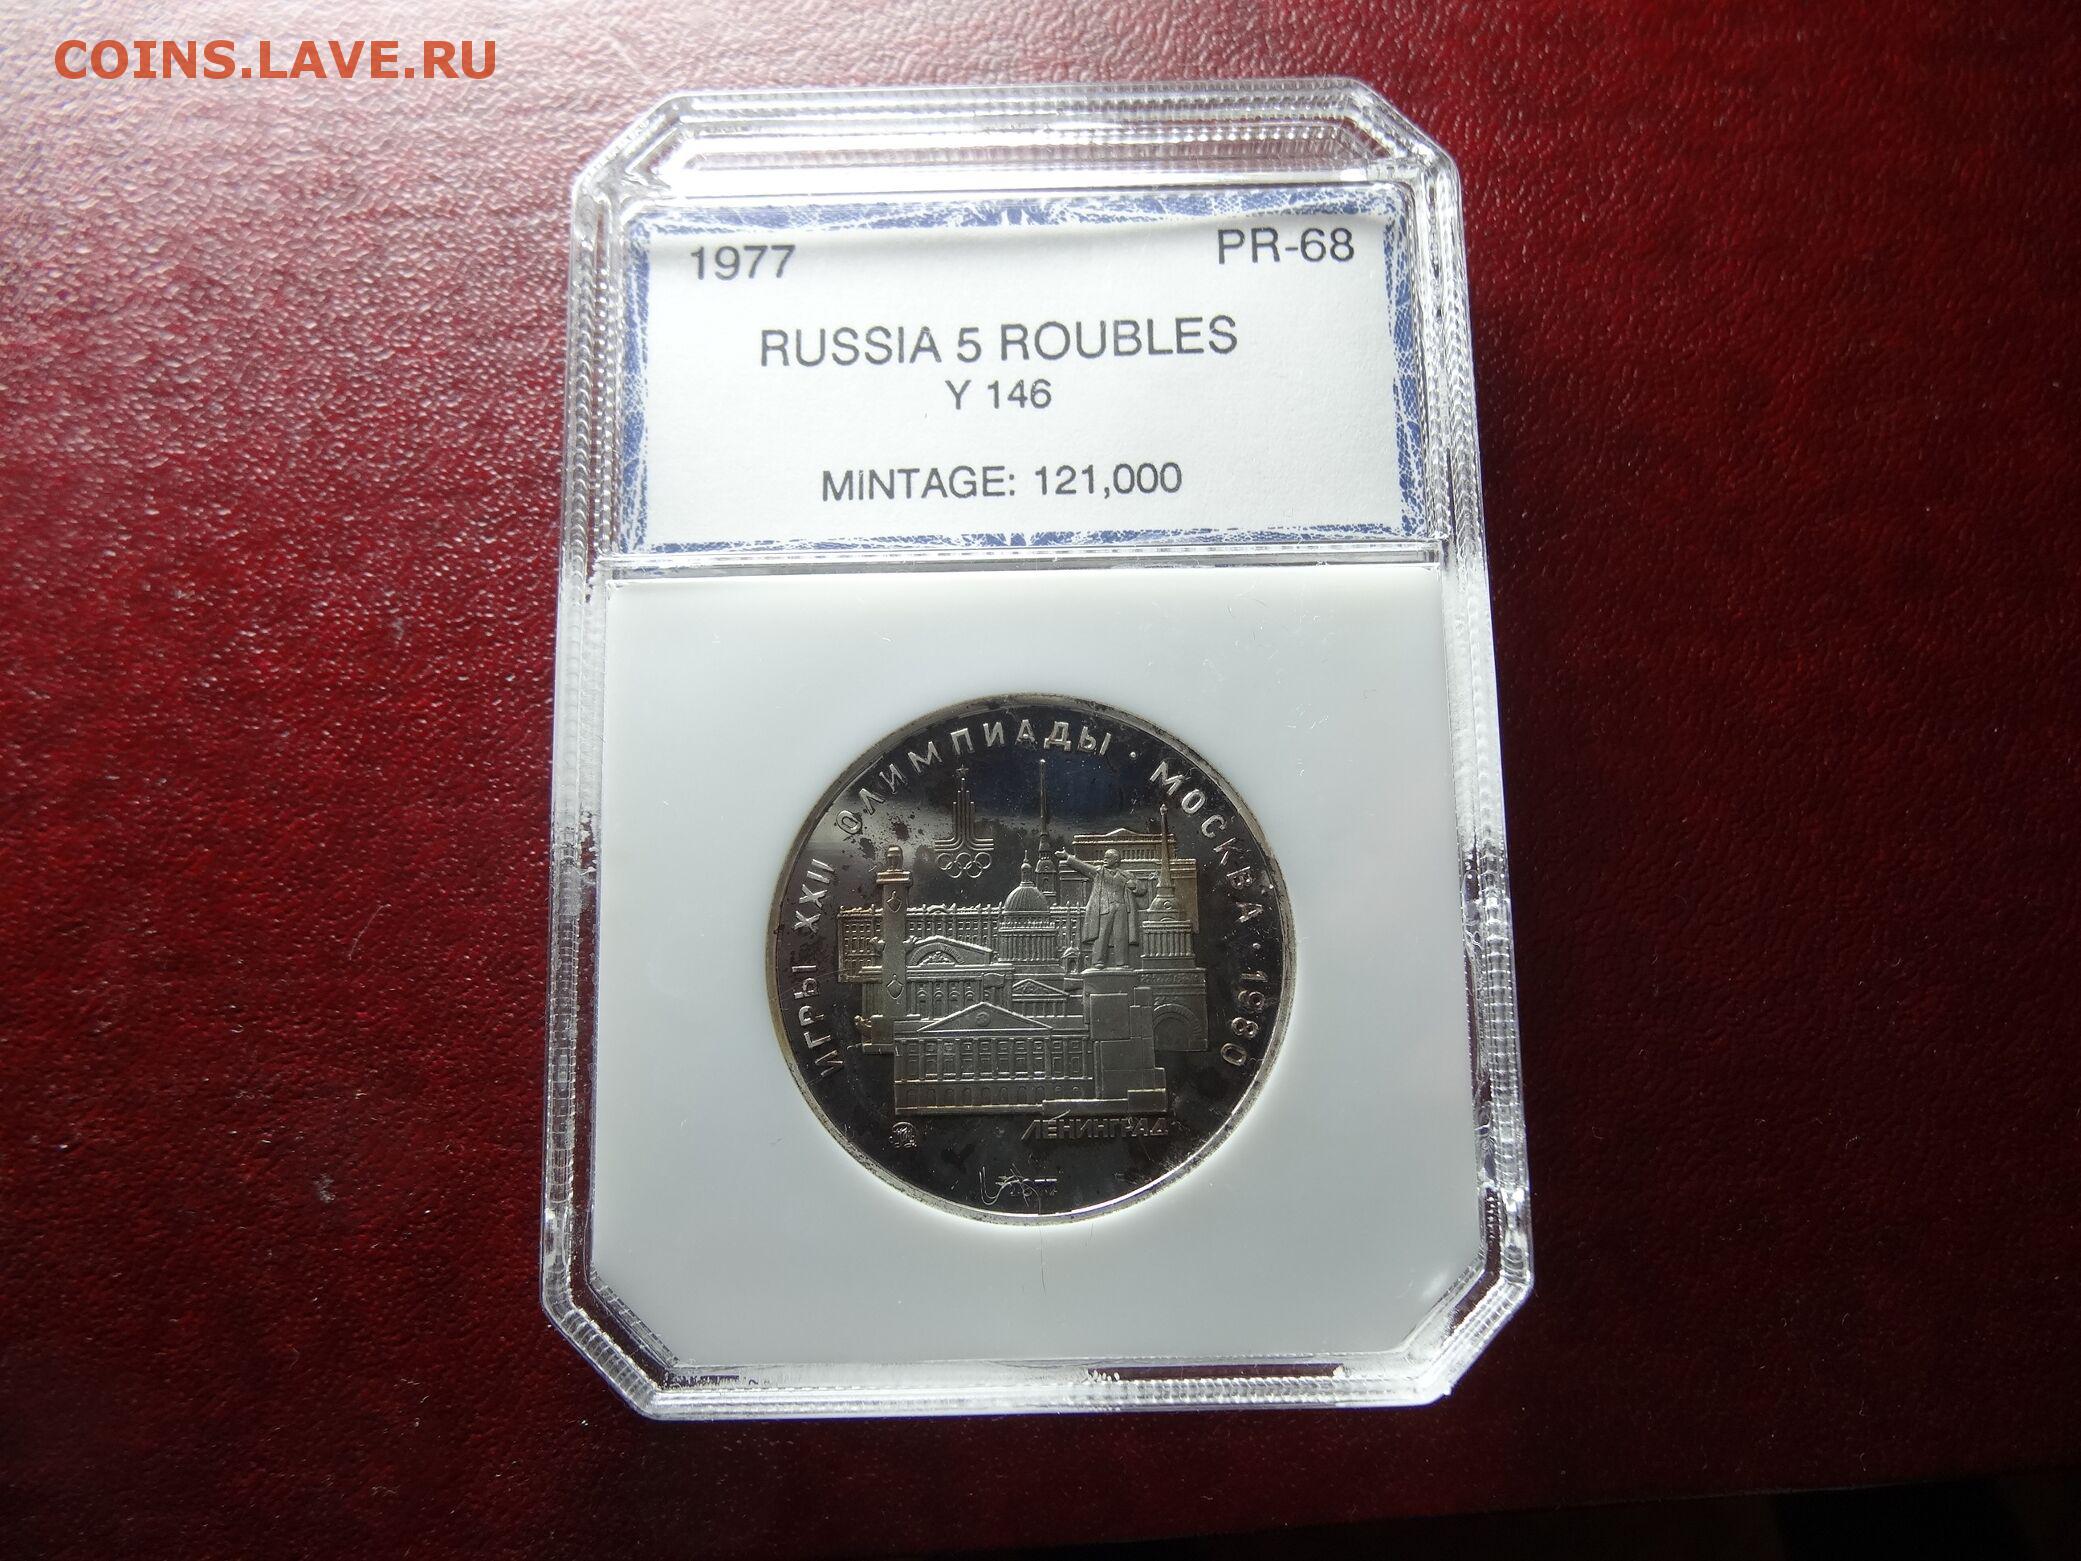 COINS.LAVE.RU
1977 PR-68
RUSSIA 5 ROUBLES
Y 146
MINTAGE: 121,000
ИГРЫ XXII ОЛИМПИАДЫ · МОСКВА · 1980
ЛЕНИНГРАД